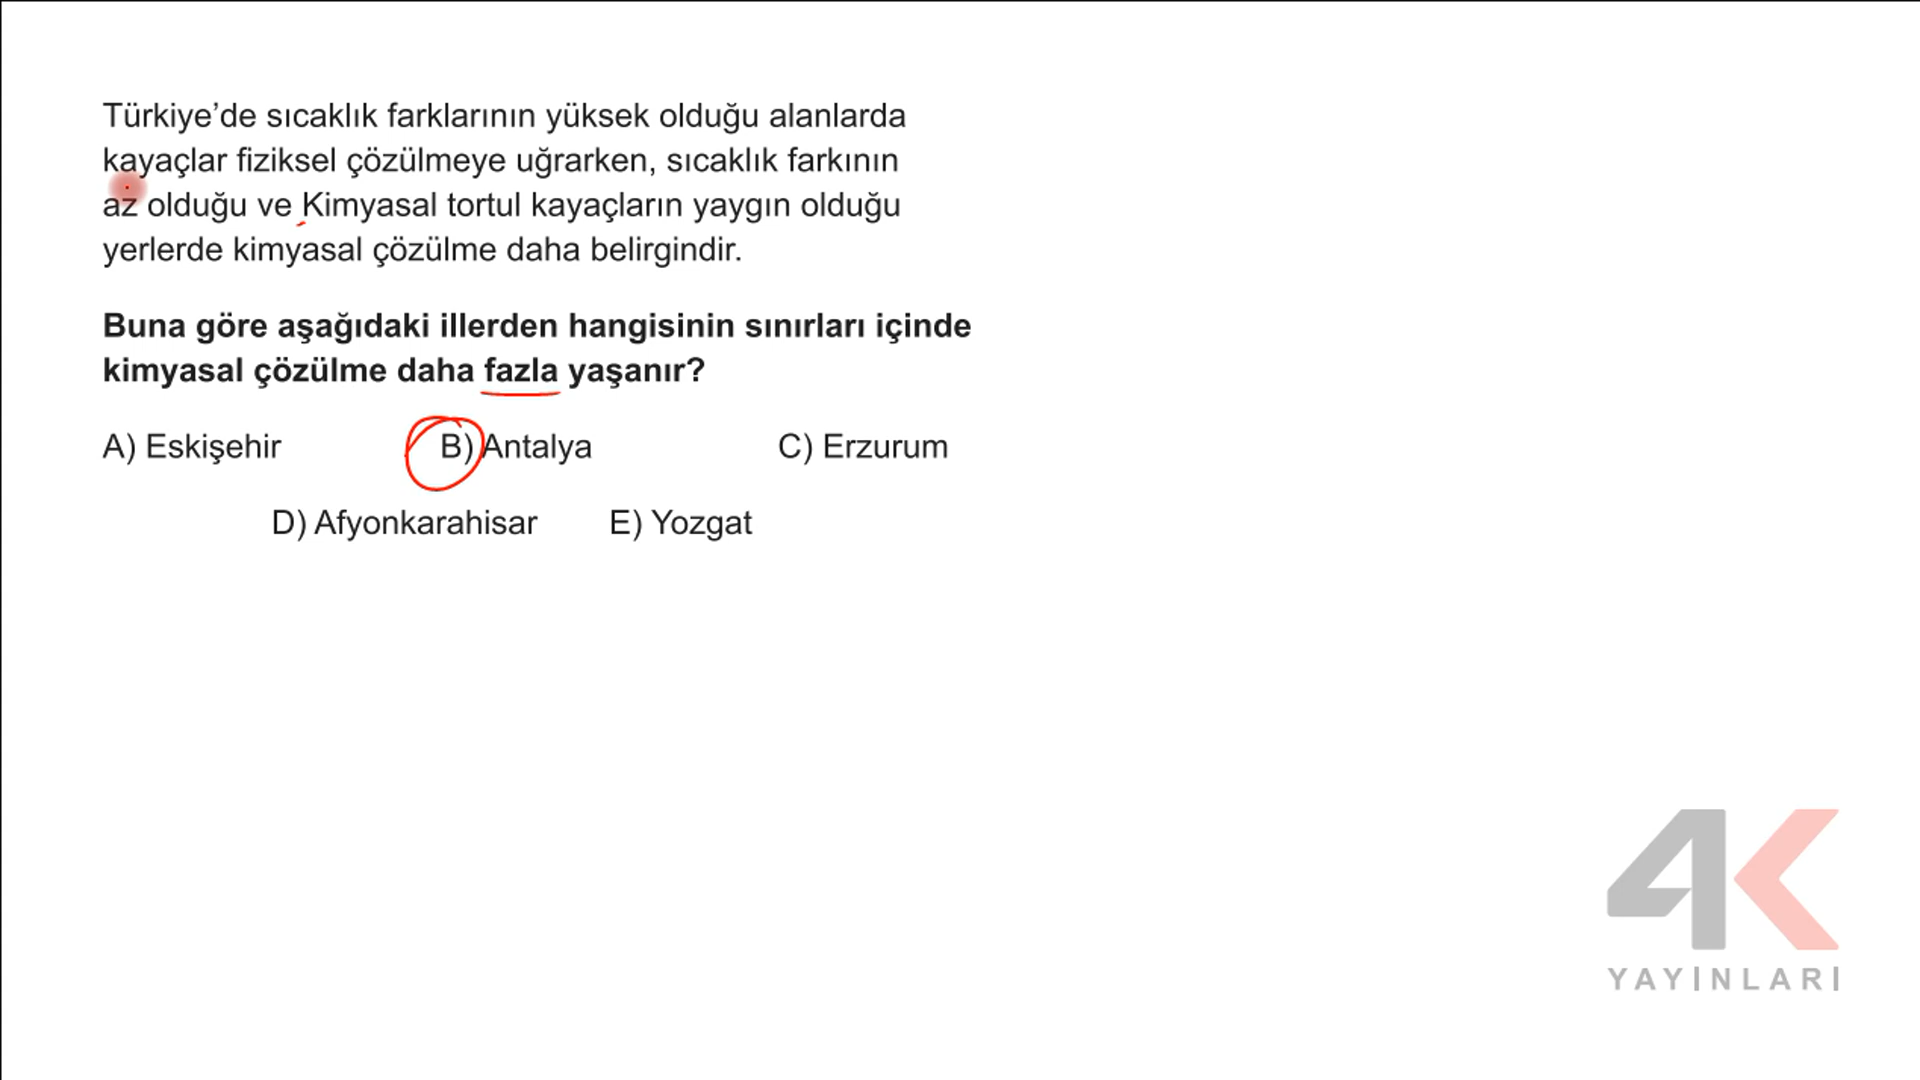 Türkiye’de sıcaklık farklarının yüksek olduğu alanlarda
kayaçlar fiziksel çözülmeye uğrarken, sıcaklık farkının
az olduğu ve Kimyasal tortul kayaçların yaygın olduğu
yerlerde kimyasal çözülme daha belirgindir.
Buna göre aşağıdaki illerden hangisinin sınırları içinde
kimyasal çözülme daha fazla yaşanır?
A) Eskişehir B) Antalya C) Erzurum
D) Afyonkarahisar E) Yozgat
4K
YAYINLARI